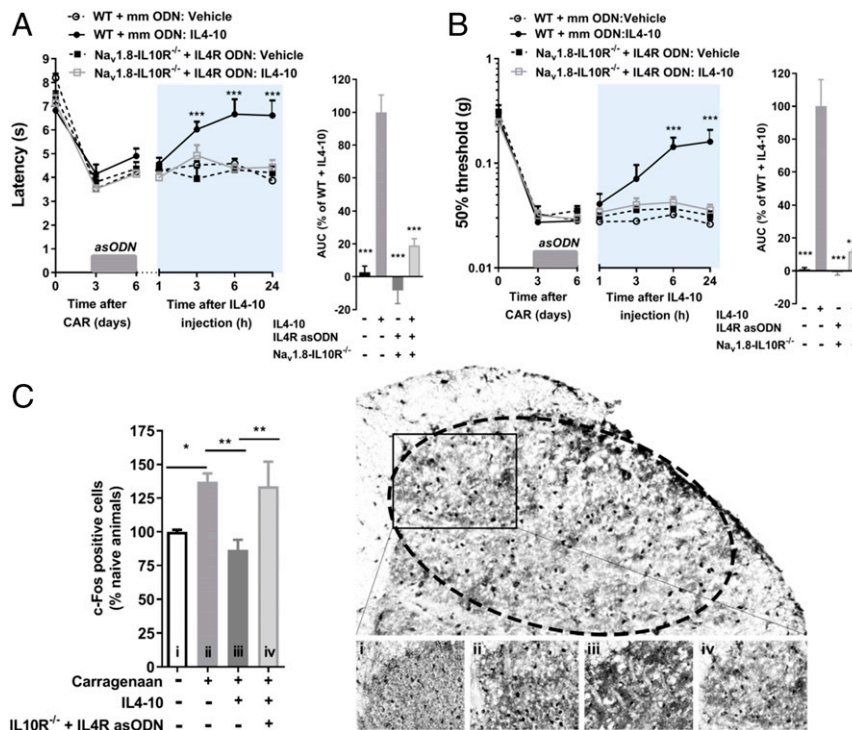 A
WT + mm ODN: Vehicle
WT + mm ODN:IL4-10
Nav1.8-IL10R-/- + IL4R ODN: Vehicle
Nav1.8-IL10R-/- + IL4R ODN: IL4-10
Latency (s)
9
8
7
6
5
4
3
2
1
0
*** *** ***
asODN
0 3 6 1 3 6 24
Time after CAR (days)
Time after IL4-10 injection (h)
AUC (% of WT + IL4-10)
120
100
80
60
40
20
0
-20
*** *** ***
IL4-10 - + - +
IL4R asODN - - + +
Nav1.8-IL10R-/- - - + +
B
WT + mm ODN:Vehicle
WT + mm ODN:IL4-10
Nav1.8-IL10R-/- + IL4R ODN: Vehicle
Nav1.8-IL10R-/- + IL4R ODN: IL4-10
50% threshold (g)
1
0.1
0.01
*** ***
asODN
0 3 6 1 3 6 24
Time after CAR (days)
Time after IL4-10 injection (h)
AUC (% of WT + IL4-10)
120
100
80
60
40
20
0
-20
*** ***
IL4-10 - + -
IL4R asODN - - +
Nav1.8-IL10R-/- - - +
C
c-Fos positive cells (% naive animals)
175
150
125
100
75
50
25
0
* ** **
i ii iii iv
Carragenaan - + + +
IL4-10 - - + +
IL10R-/- + IL4R asODN - - - +
i ii iii iv